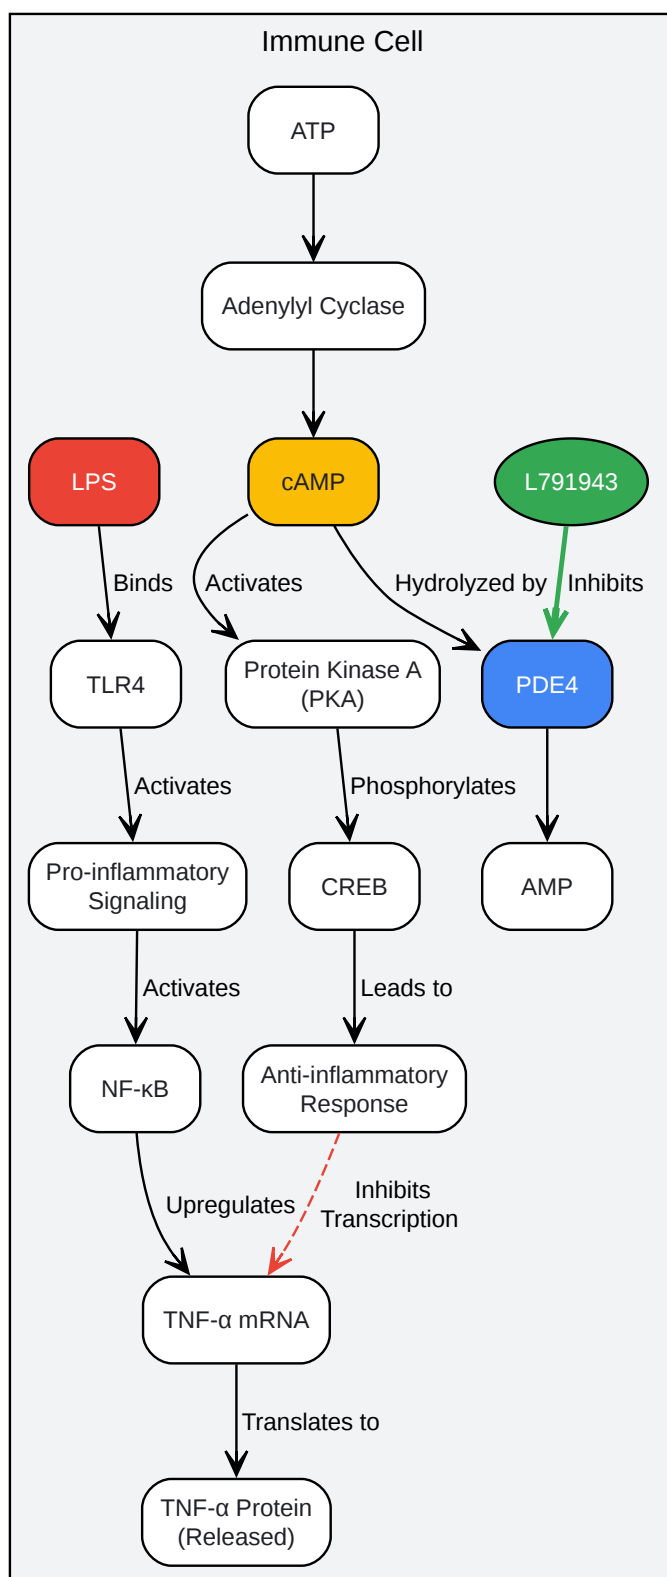 Immune Cell
ATP
Adenylyl Cyclase
LPS
cAMP
L791943
Binds
Activates
Hydrolyzed by
Inhibits
TLR4
Protein Kinase A
(PKA)
PDE4
Activates
Phosphorylates
Pro-inflammatory
Signaling
CREB
AMP
Activates
Leads to
NF-κB
Anti-inflammatory
Response
Upregulates
Inhibits
Transcription
TNF-α mRNA
Translates to
TNF-α Protein
(Released)